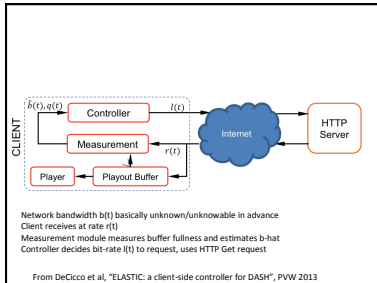 b̂(t), q(t)
Controller
l(t)
CLIENT
Measurement
r(t)
Internet
HTTP
Server
Player
Playout Buffer
Network bandwidth b(t) basically unknown/unknowable in advance
Client receives at rate r(t)
Measurement module measures buffer fullness and estimates b-hat
Controller decides bit-rate l(t) to request, uses HTTP Get request
From DeCicco et al, “ELASTIC: a client-side controller for DASH”, PVW 2013